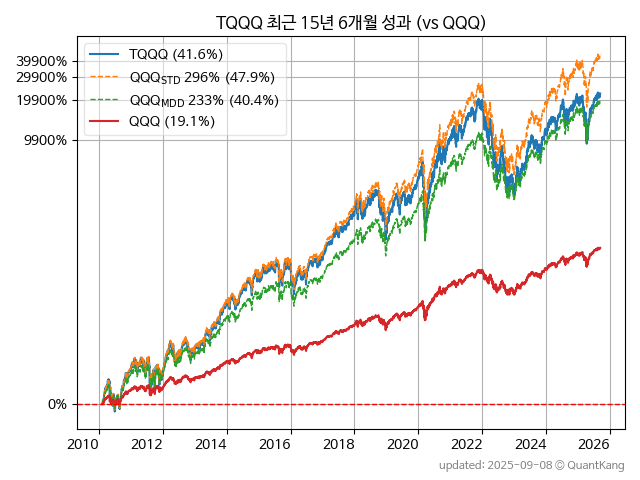 TQQQ 최근 15년 6개월 성과 (vs QQQ)
TQQQ (41.6%)
QQQSTD 296% (47.9%)
QQQMDD 233% (40.4%)
QQQ (19.1%)
39900%
29900%
19900%
9900%
0%
2010 2012 2014 2016 2018 2020 2022 2024 2026
updated: 2025-09-08 © QuantKang